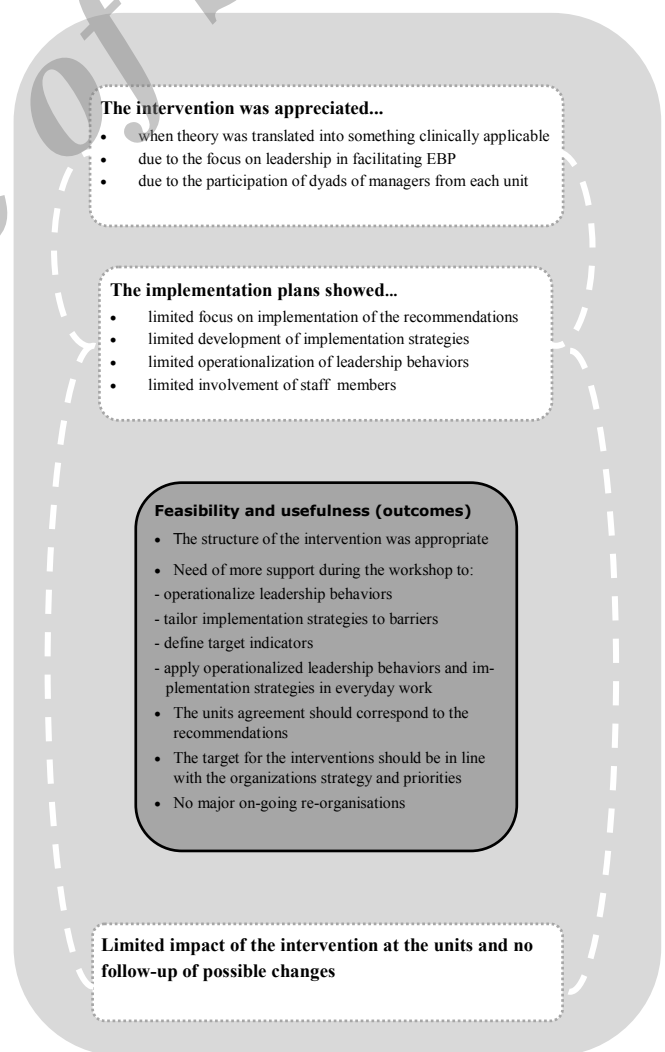 The intervention was appreciated...
• when theory was translated into something clinically applicable
• due to the focus on leadership in facilitating EBP
• due to the participation of dyads of managers from each unit
The implementation plans showed...
• limited focus on implementation of the recommendations
• limited development of implementation strategies
• limited operationalization of leadership behaviors
• limited involvement of staff members
Feasibility and usefulness (outcomes)
• The structure of the intervention was appropriate
• Need of more support during the workshop to:
- operationalize leadership behaviors
- tailor implementation strategies to barriers
- define target indicators
- apply operationalized leadership behaviors and im-
plementation strategies in everyday work
• The units agreement should correspond to the
recommendations
• The target for the interventions should be in line
with the organizations strategy and priorities
• No major on-going re-organisations
Limited impact of the intervention at the units and no
follow-up of possible changes
of